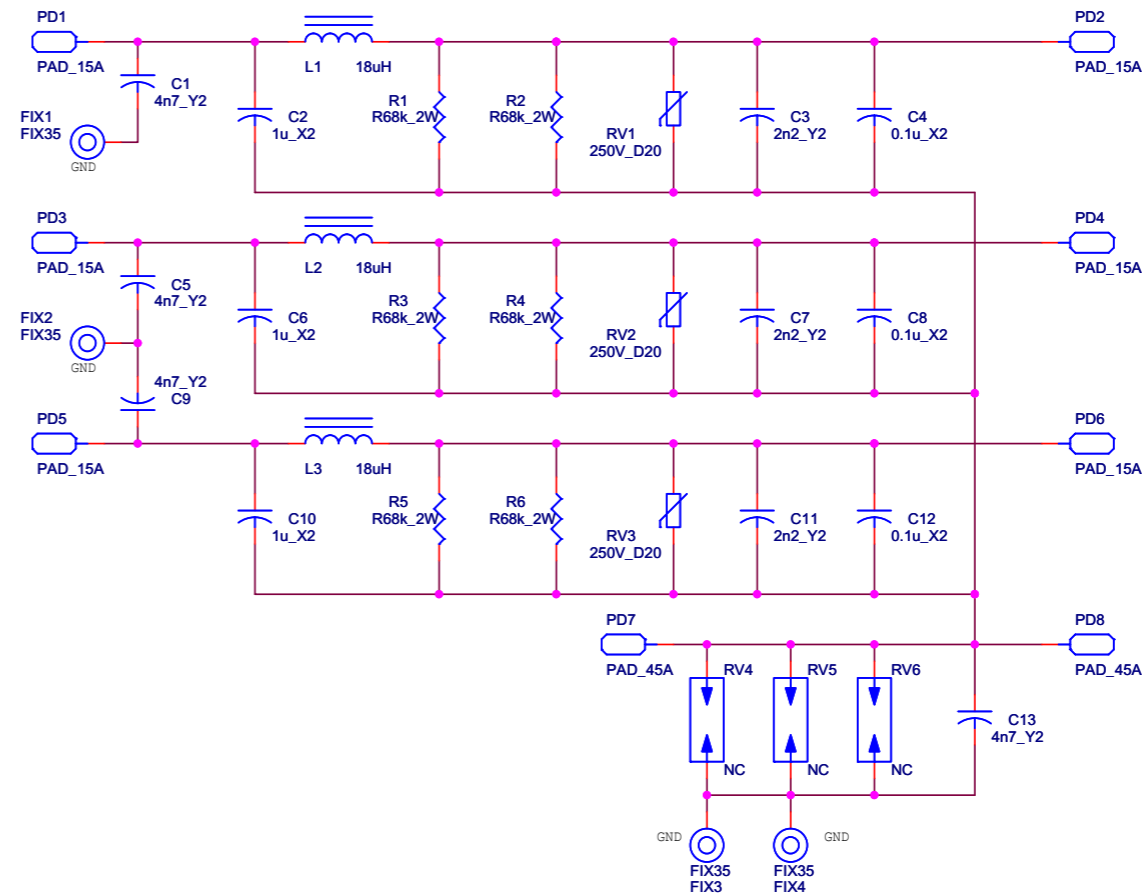 PD1
PAD_15A
C1
4n7_Y2
FIX1
FIX35
GND
C2
1u_X2
L1 18uH
R1
R68k_2W
R2
R68k_2W
RV1
250V_D20
C3
2n2_Y2
C4
0.1u_X2
PD2
PAD_15A
PD3
PAD_15A
C5
4n7_Y2
FIX2
FIX35
GND
4n7_Y2
C9
C6
1u_X2
L2 18uH
R3
R68k_2W
R4
R68k_2W
RV2
250V_D20
C7
2n2_Y2
C8
0.1u_X2
PD4
PAD_15A
PD5
PAD_15A
C10
1u_X2
L3 18uH
R5
R68k_2W
R6
R68k_2W
RV3
250V_D20
C11
2n2_Y2
C12
0.1u_X2
PD6
PAD_15A
PD7
PAD_45A
RV4
NC
RV5
NC
RV6
NC
PD8
PAD_45A
C13
4n7_Y2
GND
FIX35
FIX3
GND
FIX35
FIX4